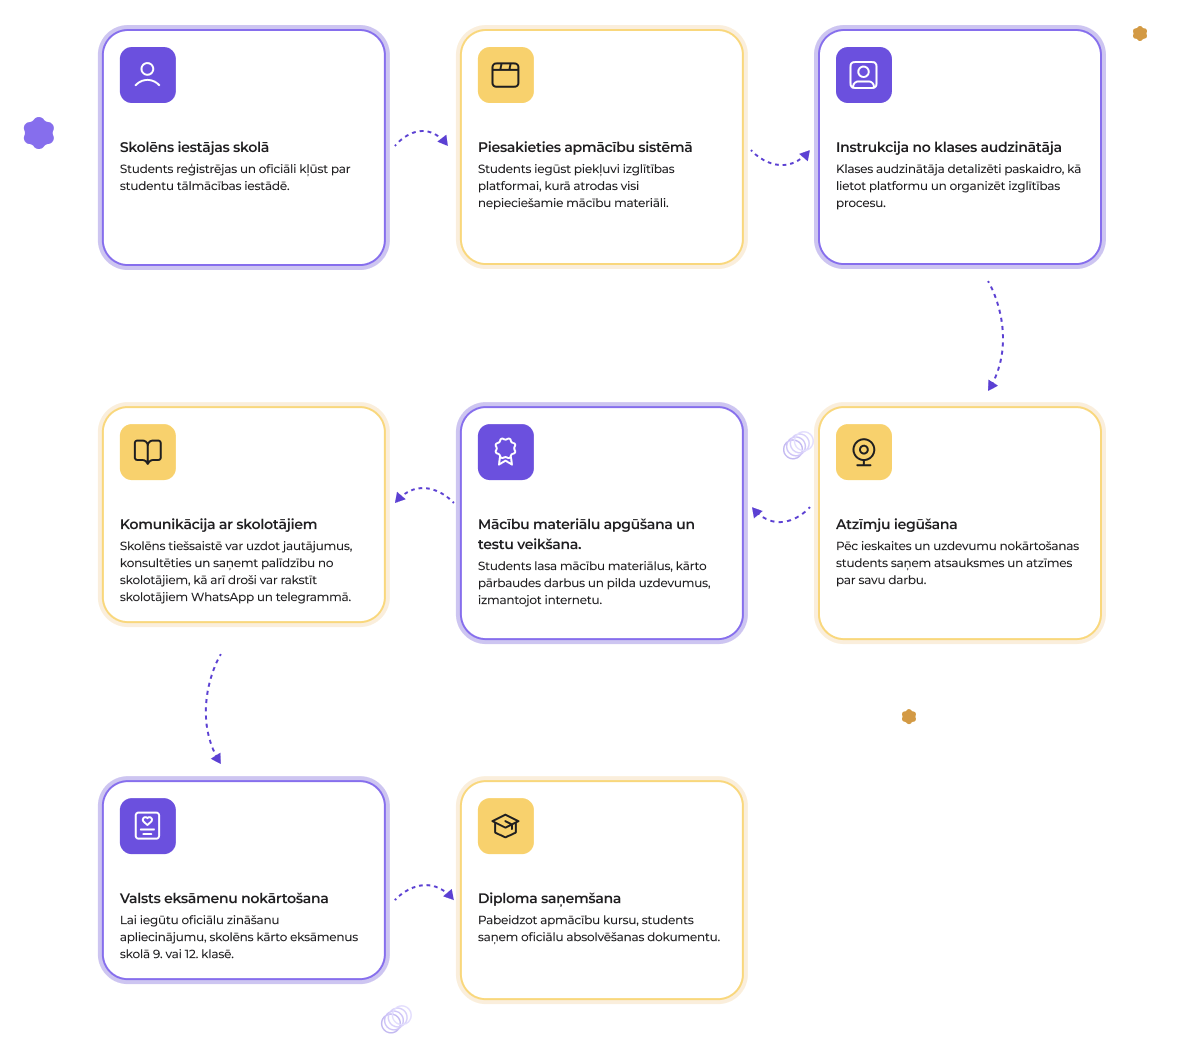 Skolēns iestājas skolā
Students reģistrējas un oficiāli kļūst par
studentu tālmācības iestādē.
Piesakieties apmācību sistēmā
Students iegūst piekļuvi izglītības
platformai, kurā atrodas visi
nepieciešamie mācību materiāli.
Instrukcija no klases audzinātāja
Klases audzinātāja detalizēti paskaidro, kā
lietot platformu un organizēt izglītības
procesu.
Komunikācija ar skolotājiem
Skolēns tiešsaistē var uzdot jautājumus,
konsultēties un saņemt palīdzību no
skolotājiem, kā arī droši var rakstīt
skolotājiem WhatsApp un telegrammā.
Mācību materiālu apgūšana un
testu veikšana.
Students lasa mācību materiālus, kārto
pārbaudes darbus un pilda uzdevumus,
izmantojot internetu.
Atzīmju iegūšana
Pēc ieskaites un uzdevumu nokārtošanas
students saņem atsauksmes un atzīmes
par savu darbu.
Valsts eksāmenu nokārtošana
Lai iegūtu oficiālu zināšanu
apliecinājumu, skolēns kārto eksāmenus
skolā 9. vai 12. klasē.
Diploma saņemšana
Pabeidzot apmācību kursu, students
saņem oficiālu absolvēšanas dokumentu.